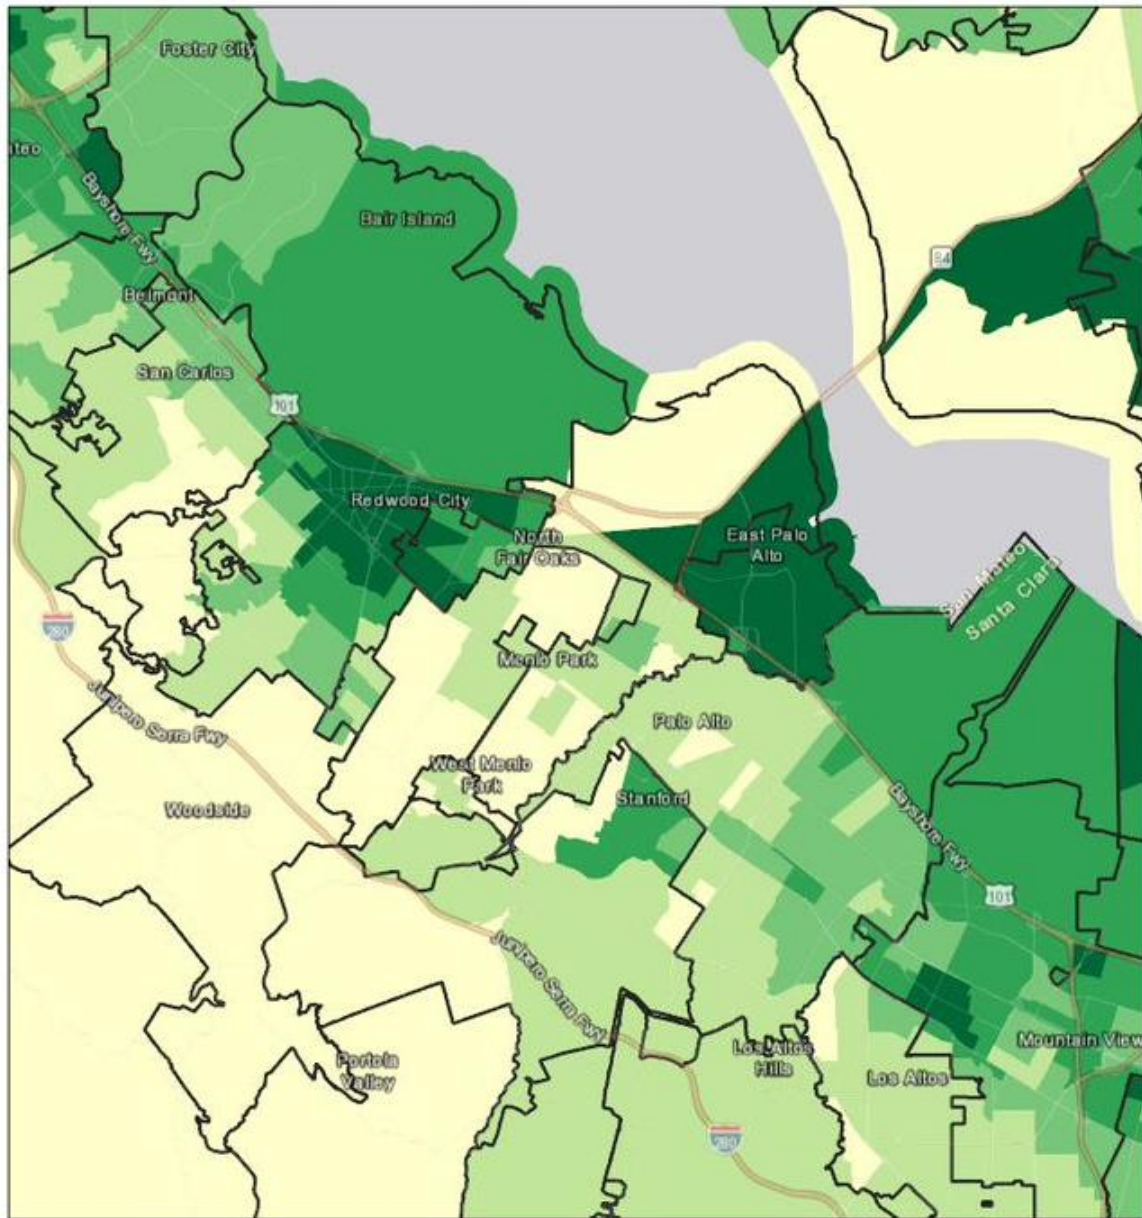 Foster City
ateo
Bayshore Fwy
Bair Island
84
Belmont
San Carlos
101
Redwood City
North
Fair Oaks
East Palo
Alto
San Mateo
Santa Clara
280
Menlo Park
Junipero Serra Fwy
Palo Alto
West Menlo
Park
Woodside
Stanford
Bayshore Fwy
101
Junipero Serra Fwy
Mountain View
Los Altos
Hills
Portola
Valley
Los Altos
280